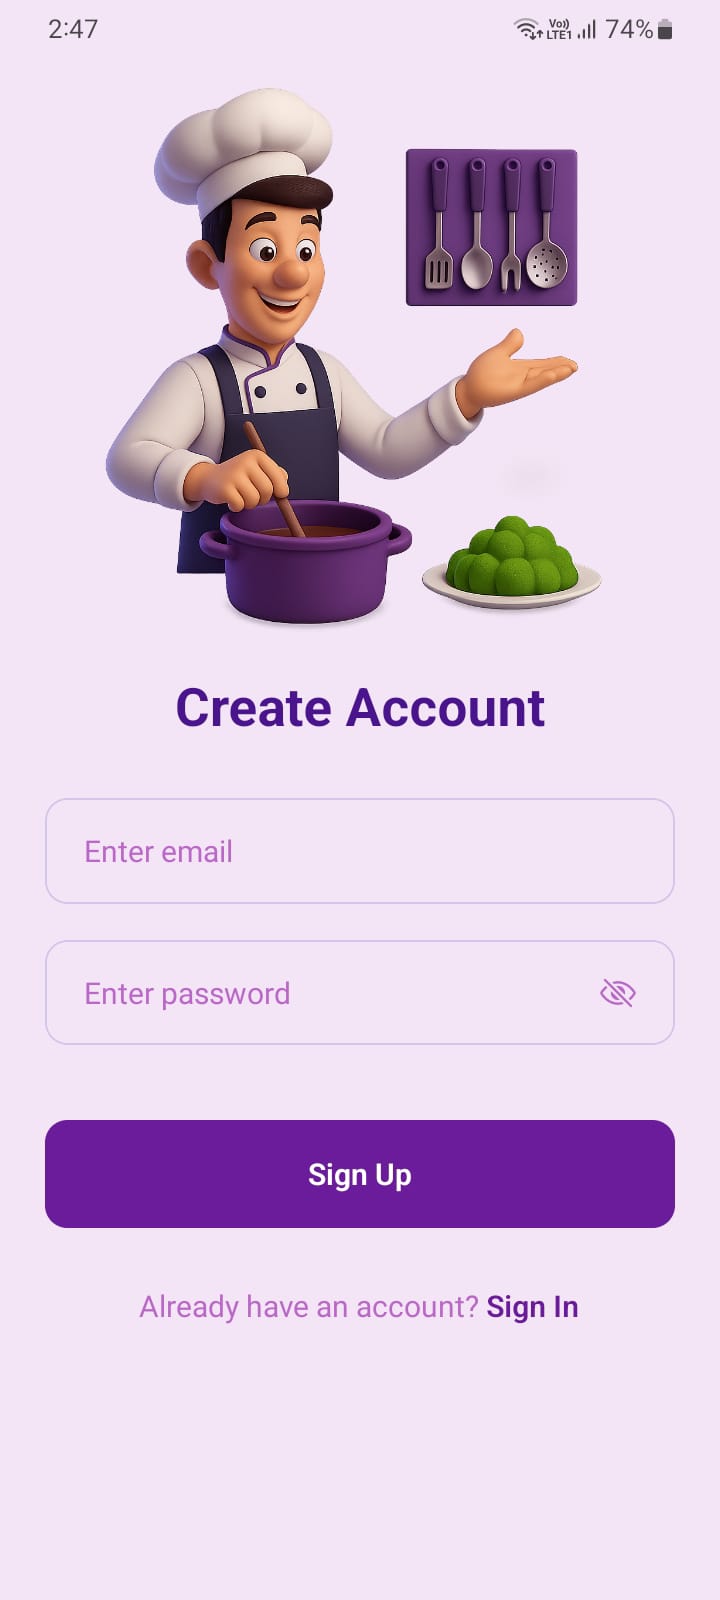 2:47 Vo)) LTE1 74%
Create Account
Enter email
Enter password
Sign Up
Already have an account? Sign In